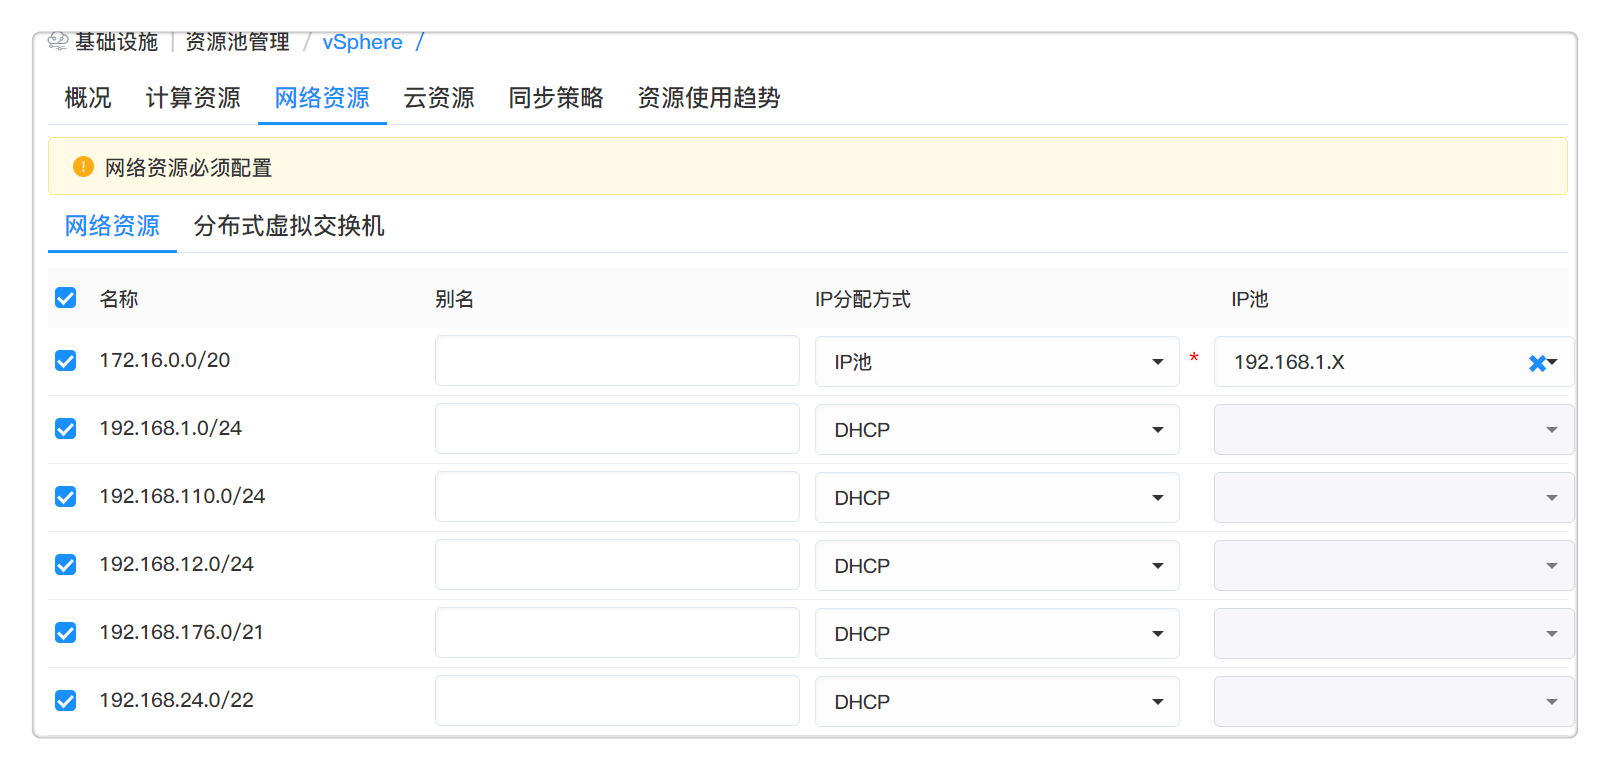 基础设施 | 资源池管理 / vSphere /
概况 计算资源 网络资源 云资源 同步策略 资源使用趋势
网络资源必须配置
网络资源 分布式虚拟交换机
名称 别名 IP分配方式 IP池
172.16.0.0/20 IP池 * 192.168.1.X
192.168.1.0/24 DHCP
192.168.110.0/24 DHCP
192.168.12.0/24 DHCP
192.168.176.0/21 DHCP
192.168.24.0/22 DHCP